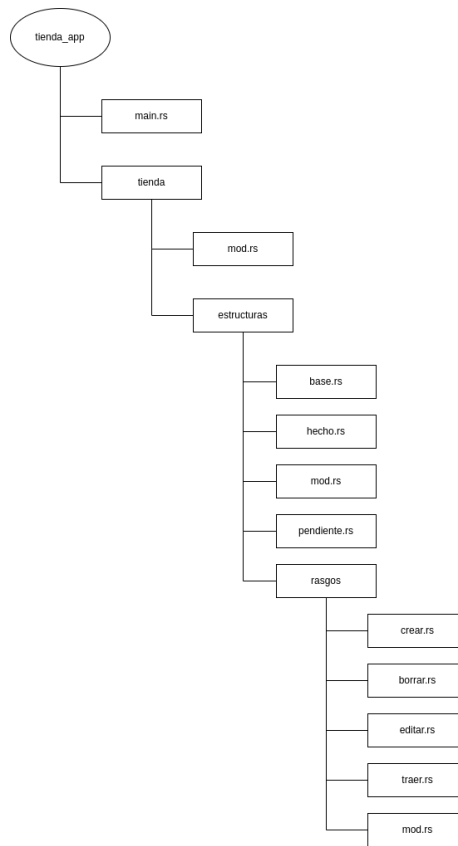 tienda_app
main.rs
tienda
mod.rs
estructuras
base.rs
hecho.rs
mod.rs
pendiente.rs
rasgos
crear.rs
borrar.rs
editar.rs
traer.rs
mod.rs